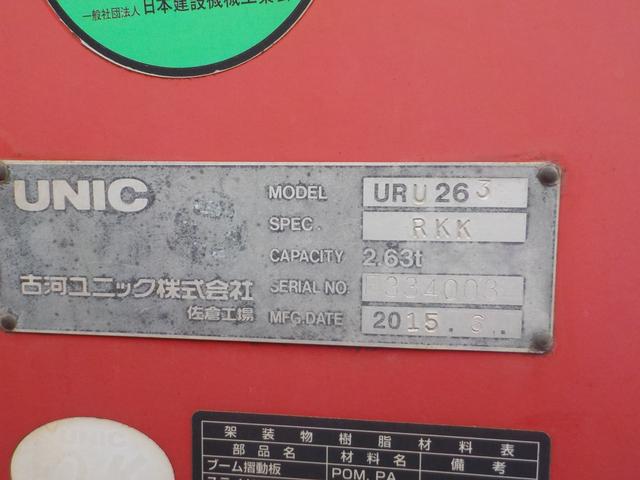 一般社団法人 日本建設機械工業会
UNIC
MODEL URU263
SPEC. RKK
CAPACITY 2.63t
古河ユニック株式会社
SERIAL NO.
佐倉工場
MFG-DATE 2015.6.
UNIC
架装物樹脂材料表
部品名 材料名 備考
ブーム摺動板 POM, PA